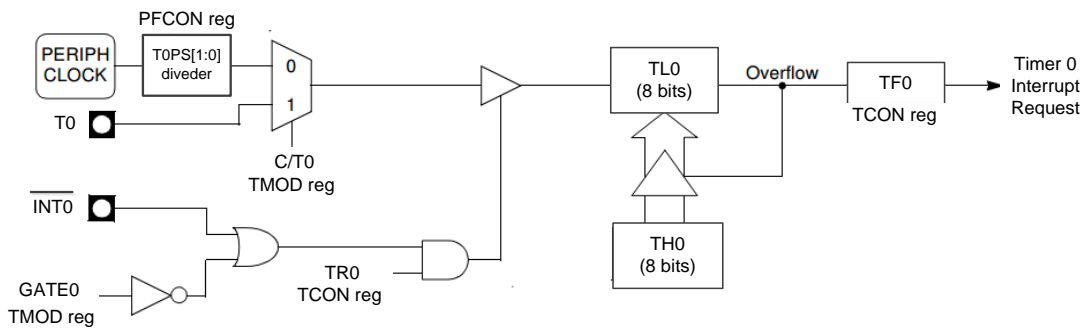 PFCON reg
PERIPH
CLOCK
T0PS[1:0]
diveder
0
1
T0
C/T0
TMOD reg
INT0
GATE0
TMOD reg
TR0
TCON reg
TL0
(8 bits)
Overflow
TH0
(8 bits)
TF0
TCON reg
Timer 0
Interrupt
Request